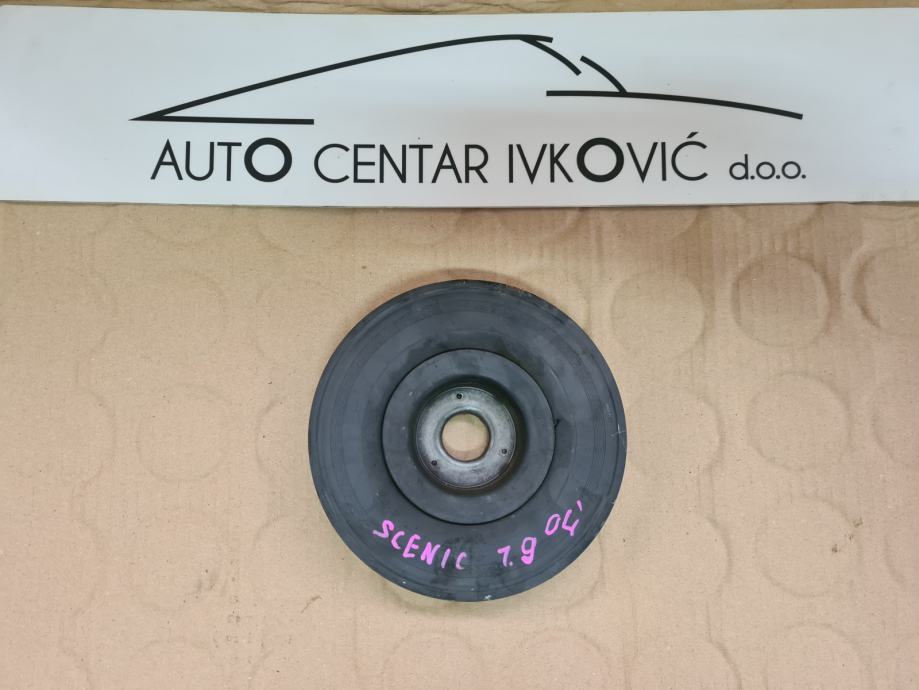 AUTO CENTAR IVKOVIĆ d.o.o.
SCENIC 1.9 04'